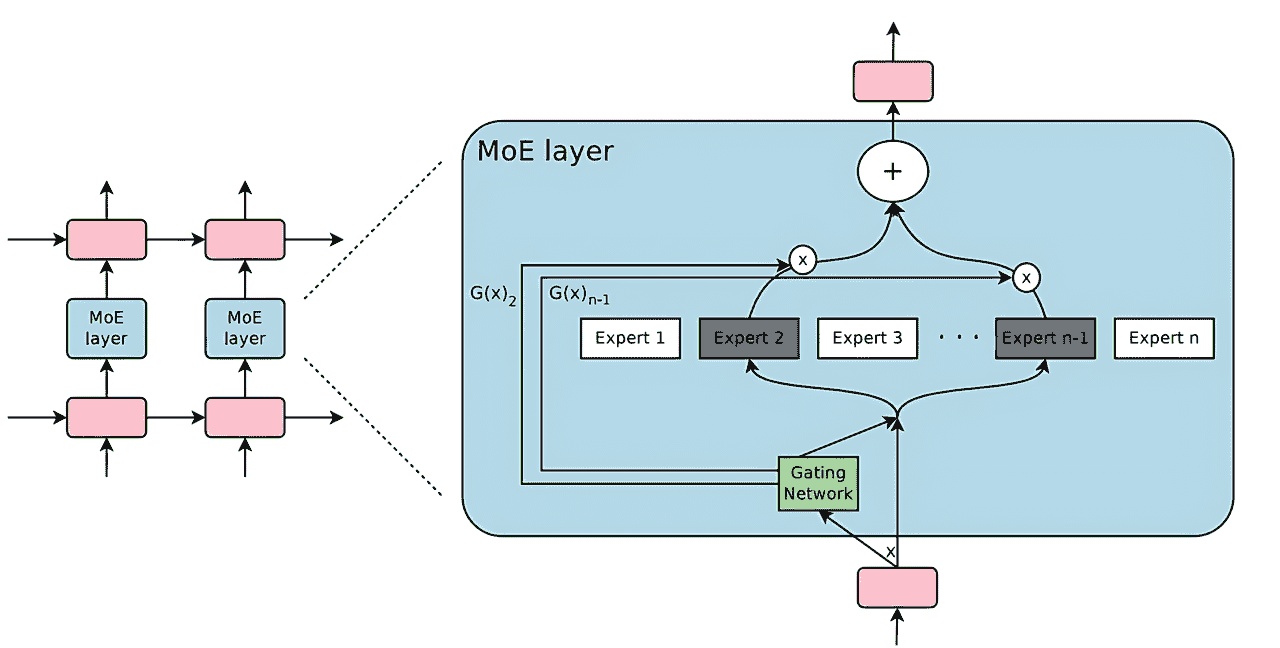 MoE layer
+
x
x
G(x)2
G(x)n-1
Expert 1
Expert 2
Expert 3
. . .
Expert n-1
Expert n
MoE
layer
MoE
layer
Gating
Network
x